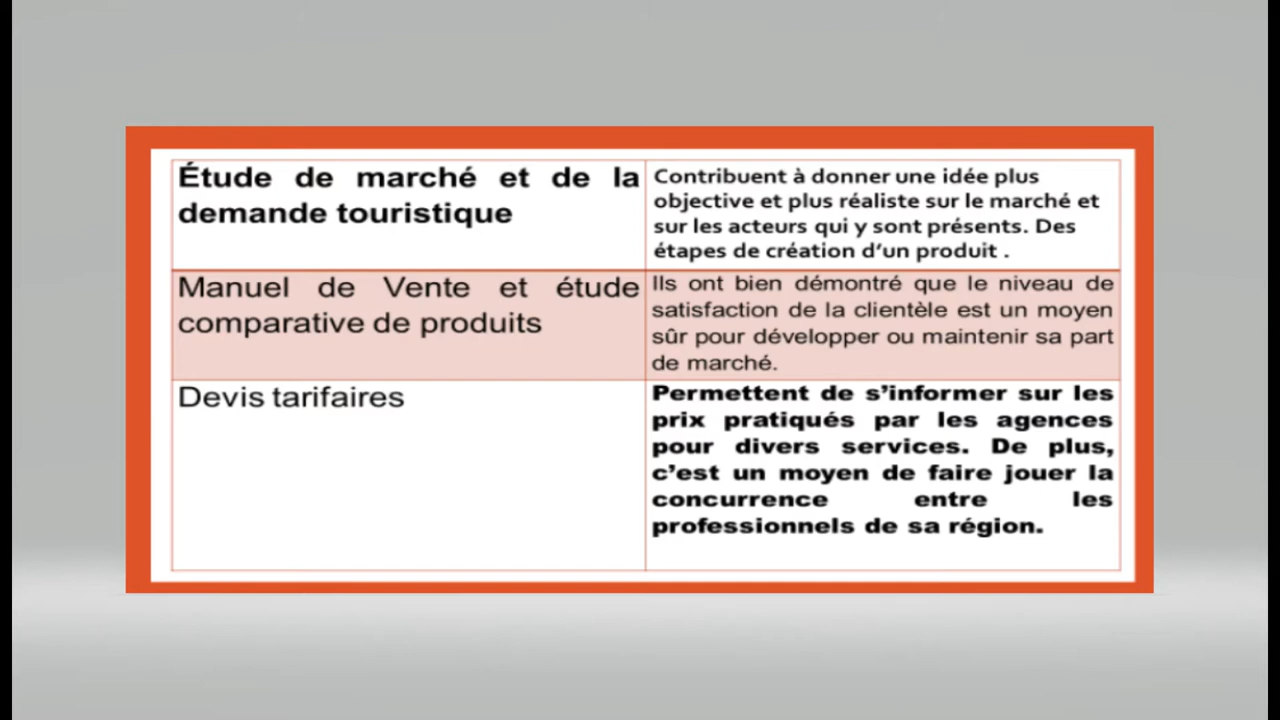 Étude de marché et de la
demande touristique
Contribuent à donner une idée plus
objective et plus réaliste sur le marché et
sur les acteurs qui y sont présents. Des
étapes de création d’un produit .
Manuel de Vente et étude
comparative de produits
Ils ont bien démontré que le niveau de
satisfaction de la clientèle est un moyen
sûr pour développer ou maintenir sa part
de marché.
Devis tarifaires
Permettent de s’informer sur les
prix pratiqués par les agences
pour divers services. De plus,
c’est un moyen de faire jouer la
concurrence entre les
professionnels de sa région.